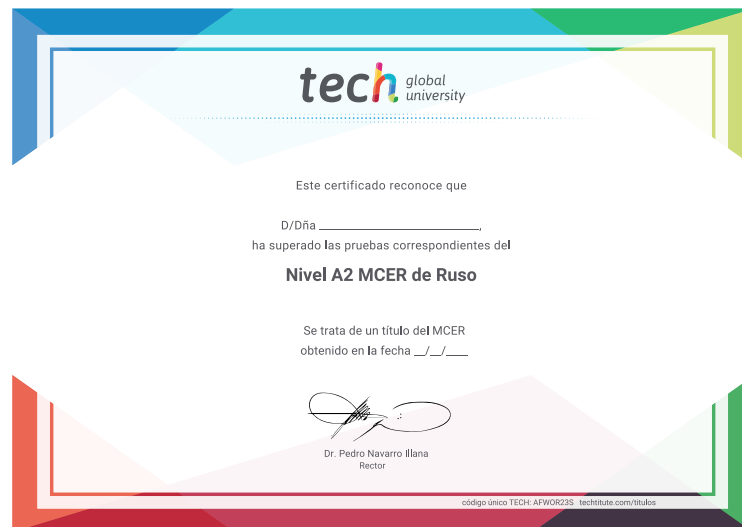 tech global
university
Este certificado reconoce que
D/Dña ________________________,
ha superado las pruebas correspondientes del
Nivel A2 MCER de Ruso
Se trata de un título del MCER
obtenido en la fecha __/__/____
Dr. Pedro Navarro Illana
Rector
código único TECH: AFWOR23S techtitute.com/titulos